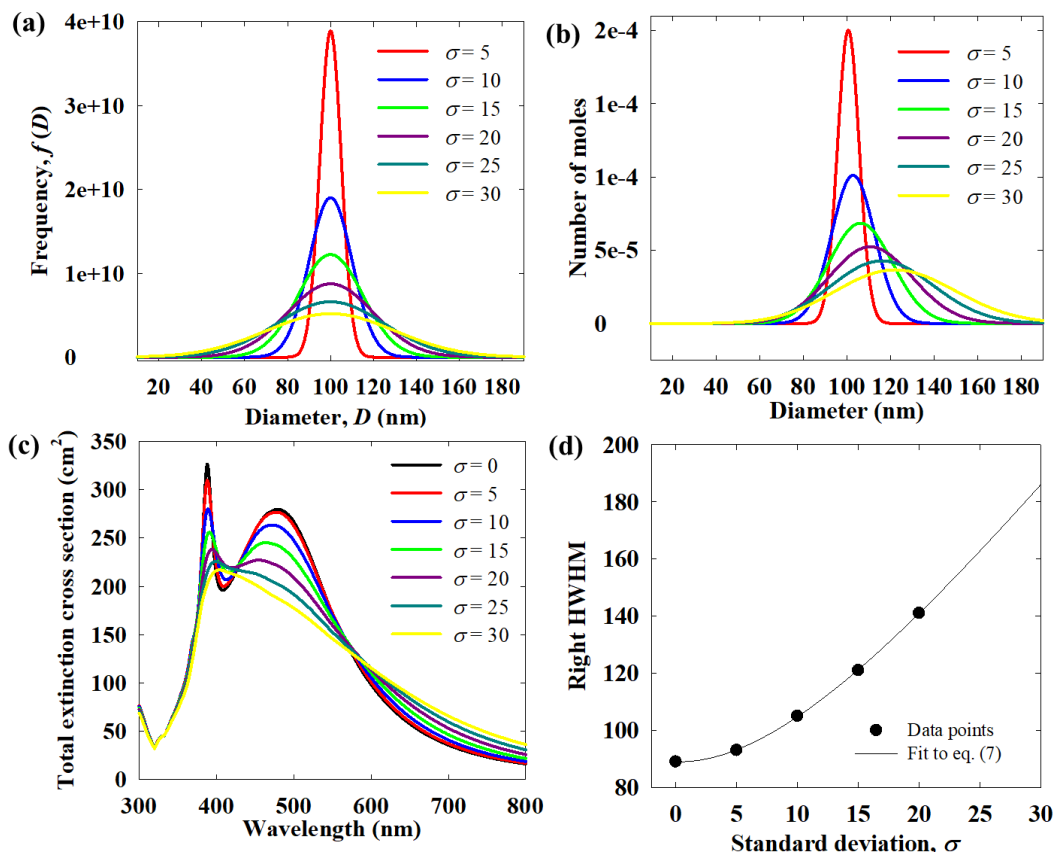 (a)
Frequency, f (D)
4e+10
3e+10
2e+10
1e+10
0
20 40 60 80 100 120 140 160 180
Diameter, D (nm)
σ = 5
σ = 10
σ = 15
σ = 20
σ = 25
σ = 30
(b)
Number of moles
2e-4
1e-4
1e-4
5e-5
0
20 40 60 80 100 120 140 160 180
Diameter (nm)
σ = 5
σ = 10
σ = 15
σ = 20
σ = 25
σ = 30
(c)
Total extinction cross section (cm²)
350
300
250
200
150
100
50
0
300 400 500 600 700 800
Wavelength (nm)
σ = 0
σ = 5
σ = 10
σ = 15
σ = 20
σ = 25
σ = 30
(d)
Right HWHM
200
180
160
140
120
100
80
0 5 10 15 20 25 30
Standard deviation, σ
Data points
Fit to eq. (7)